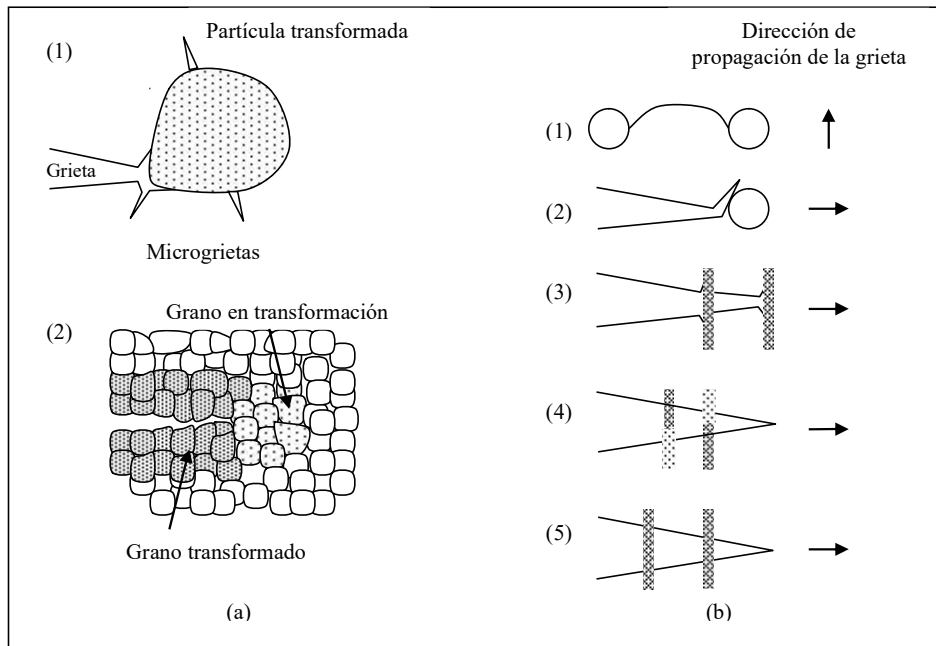 (1)
Partícula transformada
Grieta
Microgrietas
(2)
Grano en transformación
Grano transformado
(a)
Dirección de
propagación de la grieta
(1)
(2)
(3)
(4)
(5)
(b)